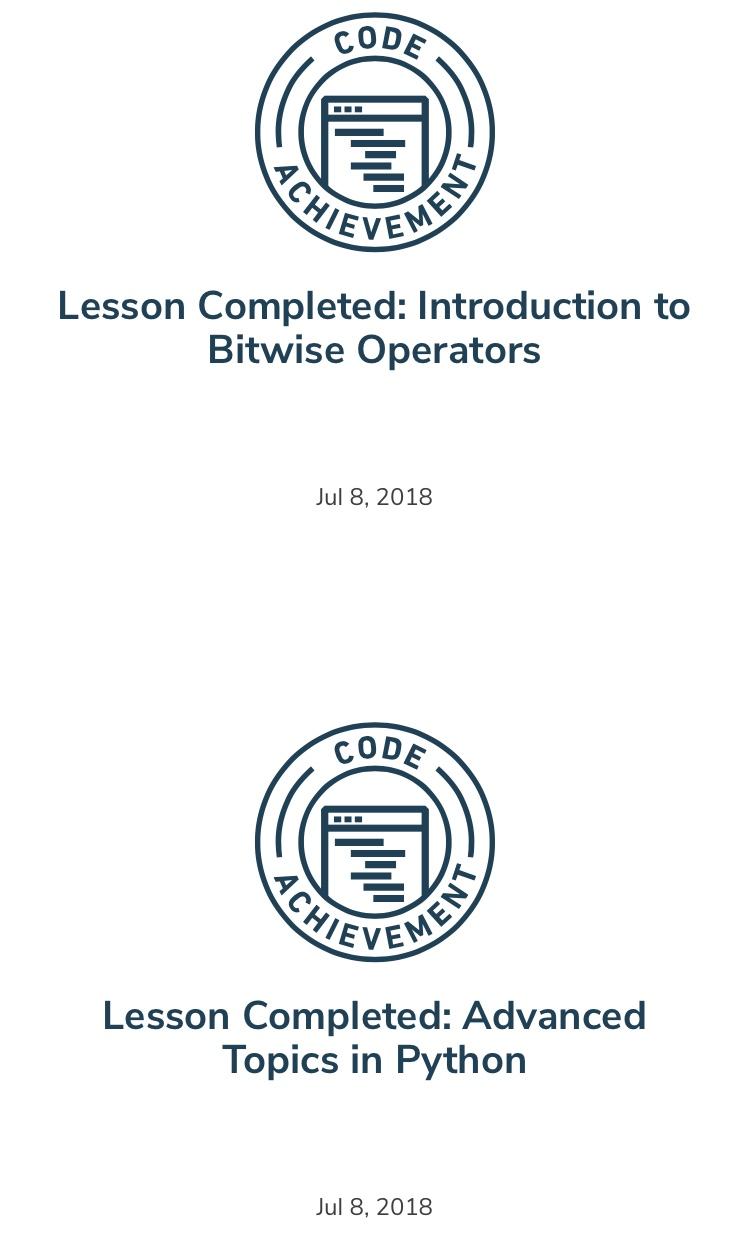 CODE
ACHIEVEMENT
Lesson Completed: Introduction to
Bitwise Operators
Jul 8, 2018
CODE
ACHIEVEMENT
Lesson Completed: Advanced
Topics in Python
Jul 8, 2018